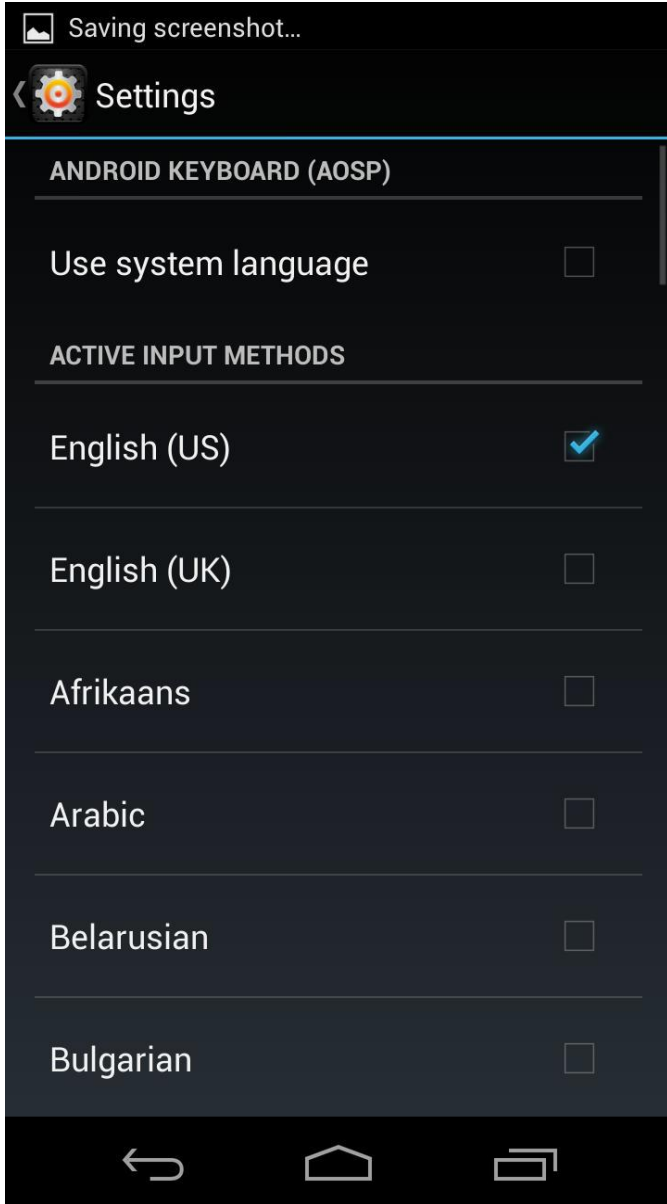 Saving screenshot...
Settings
ANDROID KEYBOARD (AOSP)
Use system language
ACTIVE INPUT METHODS
English (US)
English (UK)
Afrikaans
Arabic
Belarusian
Bulgarian